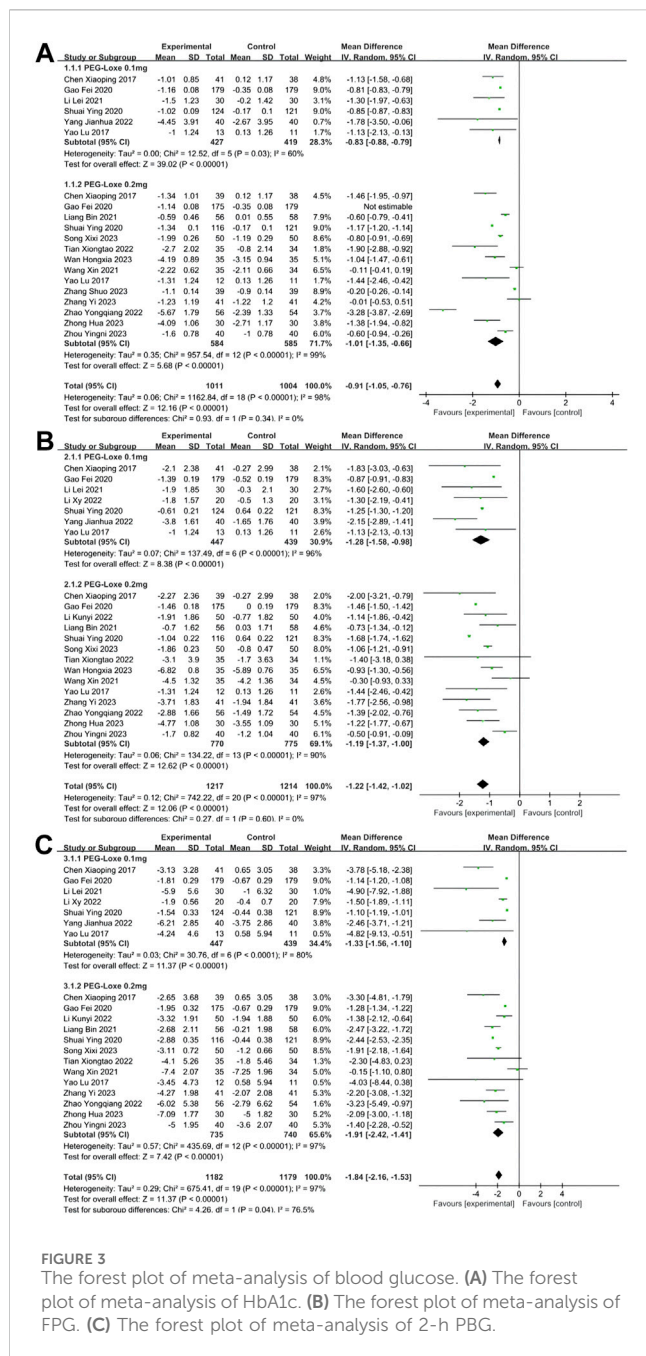 A
Experimental Control Mean Difference Mean Difference
Study or Subgroup Mean SD Total Mean SD Total Weight IV. Random. 95% CI IV. Random. 95% CI
1.1.1 PEG-Loxe 0.1mg
Chen Xiaoping 2017 -1.01 0.85 41 0.12 1.17 38 4.8% -1.13 [-1.58, -0.68]
Gao Fei 2020 -1.16 0.08 179 -0.35 0.08 179 7.6% -0.81 [-0.83, -0.79]
Li Lei 2021 -1.5 1.23 30 -0.2 1.42 30 3.4% -1.30 [-1.97, -0.63]
Shuai Ying 2020 -1.02 0.09 124 -0.17 0.1 121 7.6% -0.85 [-0.87, -0.83]
Yang Jianhua 2022 -4.45 3.91 40 -2.67 3.95 40 0.8% -1.78 [-3.50, -0.06]
Yao Lu 2017 -1 1.24 13 0.13 1.26 11 2.3% -1.13 [-2.13, -0.13]
Subtotal (95% CI) 427 419 28.3% -0.83 [-0.88, -0.79]
Heterogeneity: Tau² = 0.00; Chi² = 12.52, df = 5 (P = 0.03); I² = 60%
Test for overall effect: Z = 39.02 (P < 0.00001)
1.1.2 PEG-Loxe 0.2mg
Chen Xiaoping 2017 -1.34 1.01 39 0.12 1.17 38 4.5% -1.46 [-1.95, -0.97]
Gao Fei 2020 -1.14 0.08 175 -0.35 0.08 179 Not estimable
Liang Bin 2021 -0.59 0.46 56 0.01 0.55 58 7.0% -0.60 [-0.79, -0.41]
Shuai Ying 2020 -1.34 0.1 116 -0.17 0.1 121 7.6% -1.17 [-1.20, -1.14]
Song Xixi 2023 -1.99 0.26 50 -1.19 0.29 50 7.4% -0.80 [-0.91, -0.69]
Tian Xiongtao 2022 -2.7 2.02 35 -0.8 2.14 34 2.1% -1.90 [-2.88, -0.92]
Wan Hongxia 2023 -4.19 0.89 35 -3.15 0.94 35 4.9% -1.04 [-1.47, -0.61]
Wang Xin 2021 -2.22 0.62 35 -2.11 0.66 34 6.0% -0.11 [-0.41, 0.19]
Yao Lu 2017 -1.31 1.24 12 0.13 1.26 11 2.0% -1.44 [-2.46, -0.42]
Zhang Shuo 2023 -1.1 0.14 39 -0.9 0.14 39 7.5% -0.20 [-0.26, -0.14]
Zhang Yi 2023 -1.23 1.19 41 -1.22 1.2 41 4.4% -0.01 [-0.53, 0.51]
Zhao Yongqiang 2022 -5.67 1.79 56 -2.39 1.33 54 3.9% -3.28 [-3.87, -2.69]
Zhong Hua 2023 -4.09 1.06 30 -2.71 1.17 30 4.2% -1.38 [-1.94, -0.82]
Zhou Yingni 2023 -1.6 0.78 40 -1 0.78 40 5.6% -0.60 [-0.94, -0.26]
Subtotal (95% CI) 584 585 71.7% -1.01 [-1.35, -0.66]
Heterogeneity: Tau² = 0.35; Chi² = 957.54, df = 12 (P < 0.00001); I² = 99%
Test for overall effect: Z = 5.68 (P < 0.00001)
Total (95% CI) 1011 1004 100.0% -0.91 [-1.05, -0.76]
Heterogeneity: Tau² = 0.06; Chi² = 1162.84, df = 18 (P < 0.00001); I² = 98%
Test for overall effect: Z = 12.16 (P < 0.00001)
Test for subgroup differences: Chi² = 0.93. df = 1 (P = 0.34). I² = 0%
-4 -2 0 2 4
Favours [experimental] Favours [control]
B
Experimental Control Mean Difference Mean Difference
Study or Subgroup Mean SD Total Mean SD Total Weight IV. Random. 95% CI IV. Random. 95% CI
2.1.1 PEG-Loxe 0.1mg
Chen Xiaoping 2017 -2.1 2.38 41 -0.27 2.99 38 2.1% -1.83 [-3.03, -0.63]
Gao Fei 2020 -1.39 0.19 179 -0.52 0.19 179 7.1% -0.87 [-0.91, -0.83]
Li Lei 2021 -1.9 1.85 30 -0.3 2.1 30 2.7% -1.60 [-2.60, -0.60]
Li Xy 2022 -1.8 1.57 20 -0.5 1.3 20 3.0% -1.30 [-2.19, -0.41]
Shuai Ying 2020 -0.61 0.21 124 0.64 0.22 121 7.1% -1.25 [-1.30, -1.20]
Yang Jianhua 2022 -3.8 1.61 40 -1.65 1.76 40 3.7% -2.15 [-2.89, -1.41]
Yao Lu 2017 -1 1.24 13 0.13 1.26 11 2.6% -1.13 [-2.13, -0.13]
Subtotal (95% CI) 447 439 30.9% -1.28 [-1.58, -0.98]
Heterogeneity: Tau² = 0.07; Chi² = 137.49, df = 6 (P < 0.00001); I² = 96%
Test for overall effect: Z = 8.38 (P < 0.00001)
2.1.2 PEG-Loxe 0.2mg
Chen Xiaoping 2017 -2.27 2.36 39 -0.27 2.99 38 2.1% -2.00 [-3.21, -0.79]
Gao Fei 2020 -1.46 0.18 175 0 0.19 179 7.1% -1.46 [-1.50, -1.42]
Li Kunyi 2022 -1.91 1.86 50 -0.77 1.82 50 3.8% -1.14 [-1.86, -0.42]
Liang Bin 2021 -0.7 1.62 56 0.03 1.71 58 4.4% -0.73 [-1.34, -0.12]
Shuai Ying 2020 -1.04 0.22 116 0.64 0.22 121 7.1% -1.68 [-1.74, -1.62]
Song Xixi 2023 -1.86 0.23 50 -0.8 0.47 50 6.9% -1.06 [-1.21, -0.91]
Tian Xiongtao 2022 -3.1 3.9 35 -1.7 3.63 34 1.1% -1.40 [-3.18, 0.38]
Wan Hongxia 2023 -6.82 0.8 35 -5.89 0.76 35 5.9% -0.93 [-1.30, -0.56]
Wang Xin 2021 -4.5 1.32 35 -4.2 1.36 34 4.3% -0.30 [-0.93, 0.33]
Yao Lu 2017 -1.31 1.24 12 0.13 1.26 11 2.6% -1.44 [-2.46, -0.42]
Zhang Yi 2023 -3.71 1.83 41 -1.94 1.84 41 3.5% -1.77 [-2.56, -0.98]
Zhao Yongqiang 2022 -2.88 1.66 56 -1.49 1.72 54 4.3% -1.39 [-2.02, -0.76]
Zhong Hua 2023 -4.77 1.08 30 -3.55 1.09 30 4.7% -1.22 [-1.77, -0.67]
Zhou Yingni 2023 -1.7 0.82 40 -1.2 1.04 40 5.6% -0.50 [-0.91, -0.09]
Subtotal (95% CI) 770 775 69.1% -1.19 [-1.37, -1.00]
Heterogeneity: Tau² = 0.06; Chi² = 134.22, df = 13 (P < 0.00001); I² = 90%
Test for overall effect: Z = 12.62 (P < 0.00001)
Total (95% CI) 1217 1214 100.0% -1.22 [-1.42, -1.02]
Heterogeneity: Tau² = 0.12; Chi² = 742.22, df = 20 (P < 0.00001); I² = 97%
Test for overall effect: Z = 12.06 (P < 0.00001)
Test for subgroup differences: Chi² = 0.27. df = 1 (P = 0.60). I² = 0%
-2 0 2 4
Favours [experimental] Favours [control]
C
Experimental Control Mean Difference Mean Difference
Study or Subgroup Mean SD Total Mean SD Total Weight IV. Random. 95% CI IV. Random. 95% CI
3.1.1 PEG-Loxe 0.1mg
Chen Xiaoping 2017 -3.13 3.28 41 0.65 3.05 38 3.2% -3.78 [-5.18, -2.38]
Gao Fei 2020 -1.81 0.29 179 -0.67 0.29 179 9.0% -1.14 [-1.20, -1.08]
Li Lei 2021 -5.9 5.6 30 -1 6.32 30 1.0% -4.90 [-7.92, -1.88]
Li Xy 2022 -1.9 0.56 20 -0.4 0.7 20 8.0% -1.50 [-1.89, -1.11]
Shuai Ying 2020 -1.54 0.33 124 -0.44 0.38 121 9.0% -1.10 [-1.19, -1.01]
Yang Jianhua 2022 -6.21 2.85 40 -3.75 2.86 40 3.7% -2.46 [-3.71, -1.21]
Yao Lu 2017 -4.24 4.6 13 0.58 5.94 11 0.5% -4.82 [-9.13, -0.51]
Subtotal (95% CI) 447 439 34.4% -1.33 [-1.56, -1.10]
Heterogeneity: Tau² = 0.03; Chi² = 30.76, df = 6 (P < 0.0001); I² = 80%
Test for overall effect: Z = 11.37 (P < 0.00001)
3.1.2 PEG-Loxe 0.2mg
Chen Xiaoping 2017 -2.65 3.68 39 0.65 3.05 38 2.9% -3.30 [-4.81, -1.79]
Gao Fei 2020 -1.95 0.32 175 -0.67 0.29 179 9.0% -1.28 [-1.34, -1.22]
Li Kunyi 2022 -3.32 1.91 50 -1.94 1.88 50 6.1% -1.38 [-2.12, -0.64]
Liang Bin 2021 -2.68 2.11 56 -0.21 1.98 58 6.0% -2.47 [-3.22, -1.72]
Shuai Ying 2020 -2.88 0.35 116 -0.44 0.38 121 9.0% -2.44 [-2.53, -2.35]
Song Xixi 2023 -3.11 0.72 50 -1.2 0.66 50 8.5% -1.91 [-2.18, -1.64]
Tian Xiongtao 2022 -4.1 5.26 35 -1.8 5.46 34 1.4% -2.30 [-4.83, 0.23]
Wang Xin 2021 -7.4 2.07 35 -7.25 1.96 34 4.9% -0.15 [-1.10, 0.80]
Yao Lu 2017 -3.45 4.73 12 0.58 5.94 11 0.5% -4.03 [-8.44, 0.38]
Zhang Yi 2023 -4.27 1.98 41 -2.07 2.08 41 5.3% -2.20 [-3.08, -1.32]
Zhao Yongqiang 2022 -6.02 5.38 56 -2.79 6.62 54 1.6% -3.23 [-5.49, -0.97]
Zhong Hua 2023 -7.09 1.77 30 -5 1.82 30 5.1% -2.09 [-3.00, -1.18]
Zhou Yingni 2023 -5 1.95 40 -3.6 2.07 40 5.3% -1.40 [-2.28, -0.52]
Subtotal (95% CI) 735 740 65.6% -1.91 [-2.42, -1.41]
Heterogeneity: Tau² = 0.57; Chi² = 435.69, df = 12 (P < 0.00001); I² = 97%
Test for overall effect: Z = 7.42 (P < 0.00001)
Total (95% CI) 1182 1179 100.0% -1.84 [-2.16, -1.53]
Heterogeneity: Tau² = 0.29; Chi² = 675.41, df = 19 (P < 0.00001); I² = 97%
Test for overall effect: Z = 11.37 (P < 0.00001)
Test for subgroup differences: Chi² = 4.26. df = 1 (P = 0.04). I² = 76.5%
-4 -2 0 2 4
Favours [experimental] Favours [control]
FIGURE 3
The forest plot of meta-analysis of blood glucose. (A) The forest
plot of meta-analysis of HbA1c. (B) The forest plot of meta-analysis of
FPG. (C) The forest plot of meta-analysis of 2-h PBG.